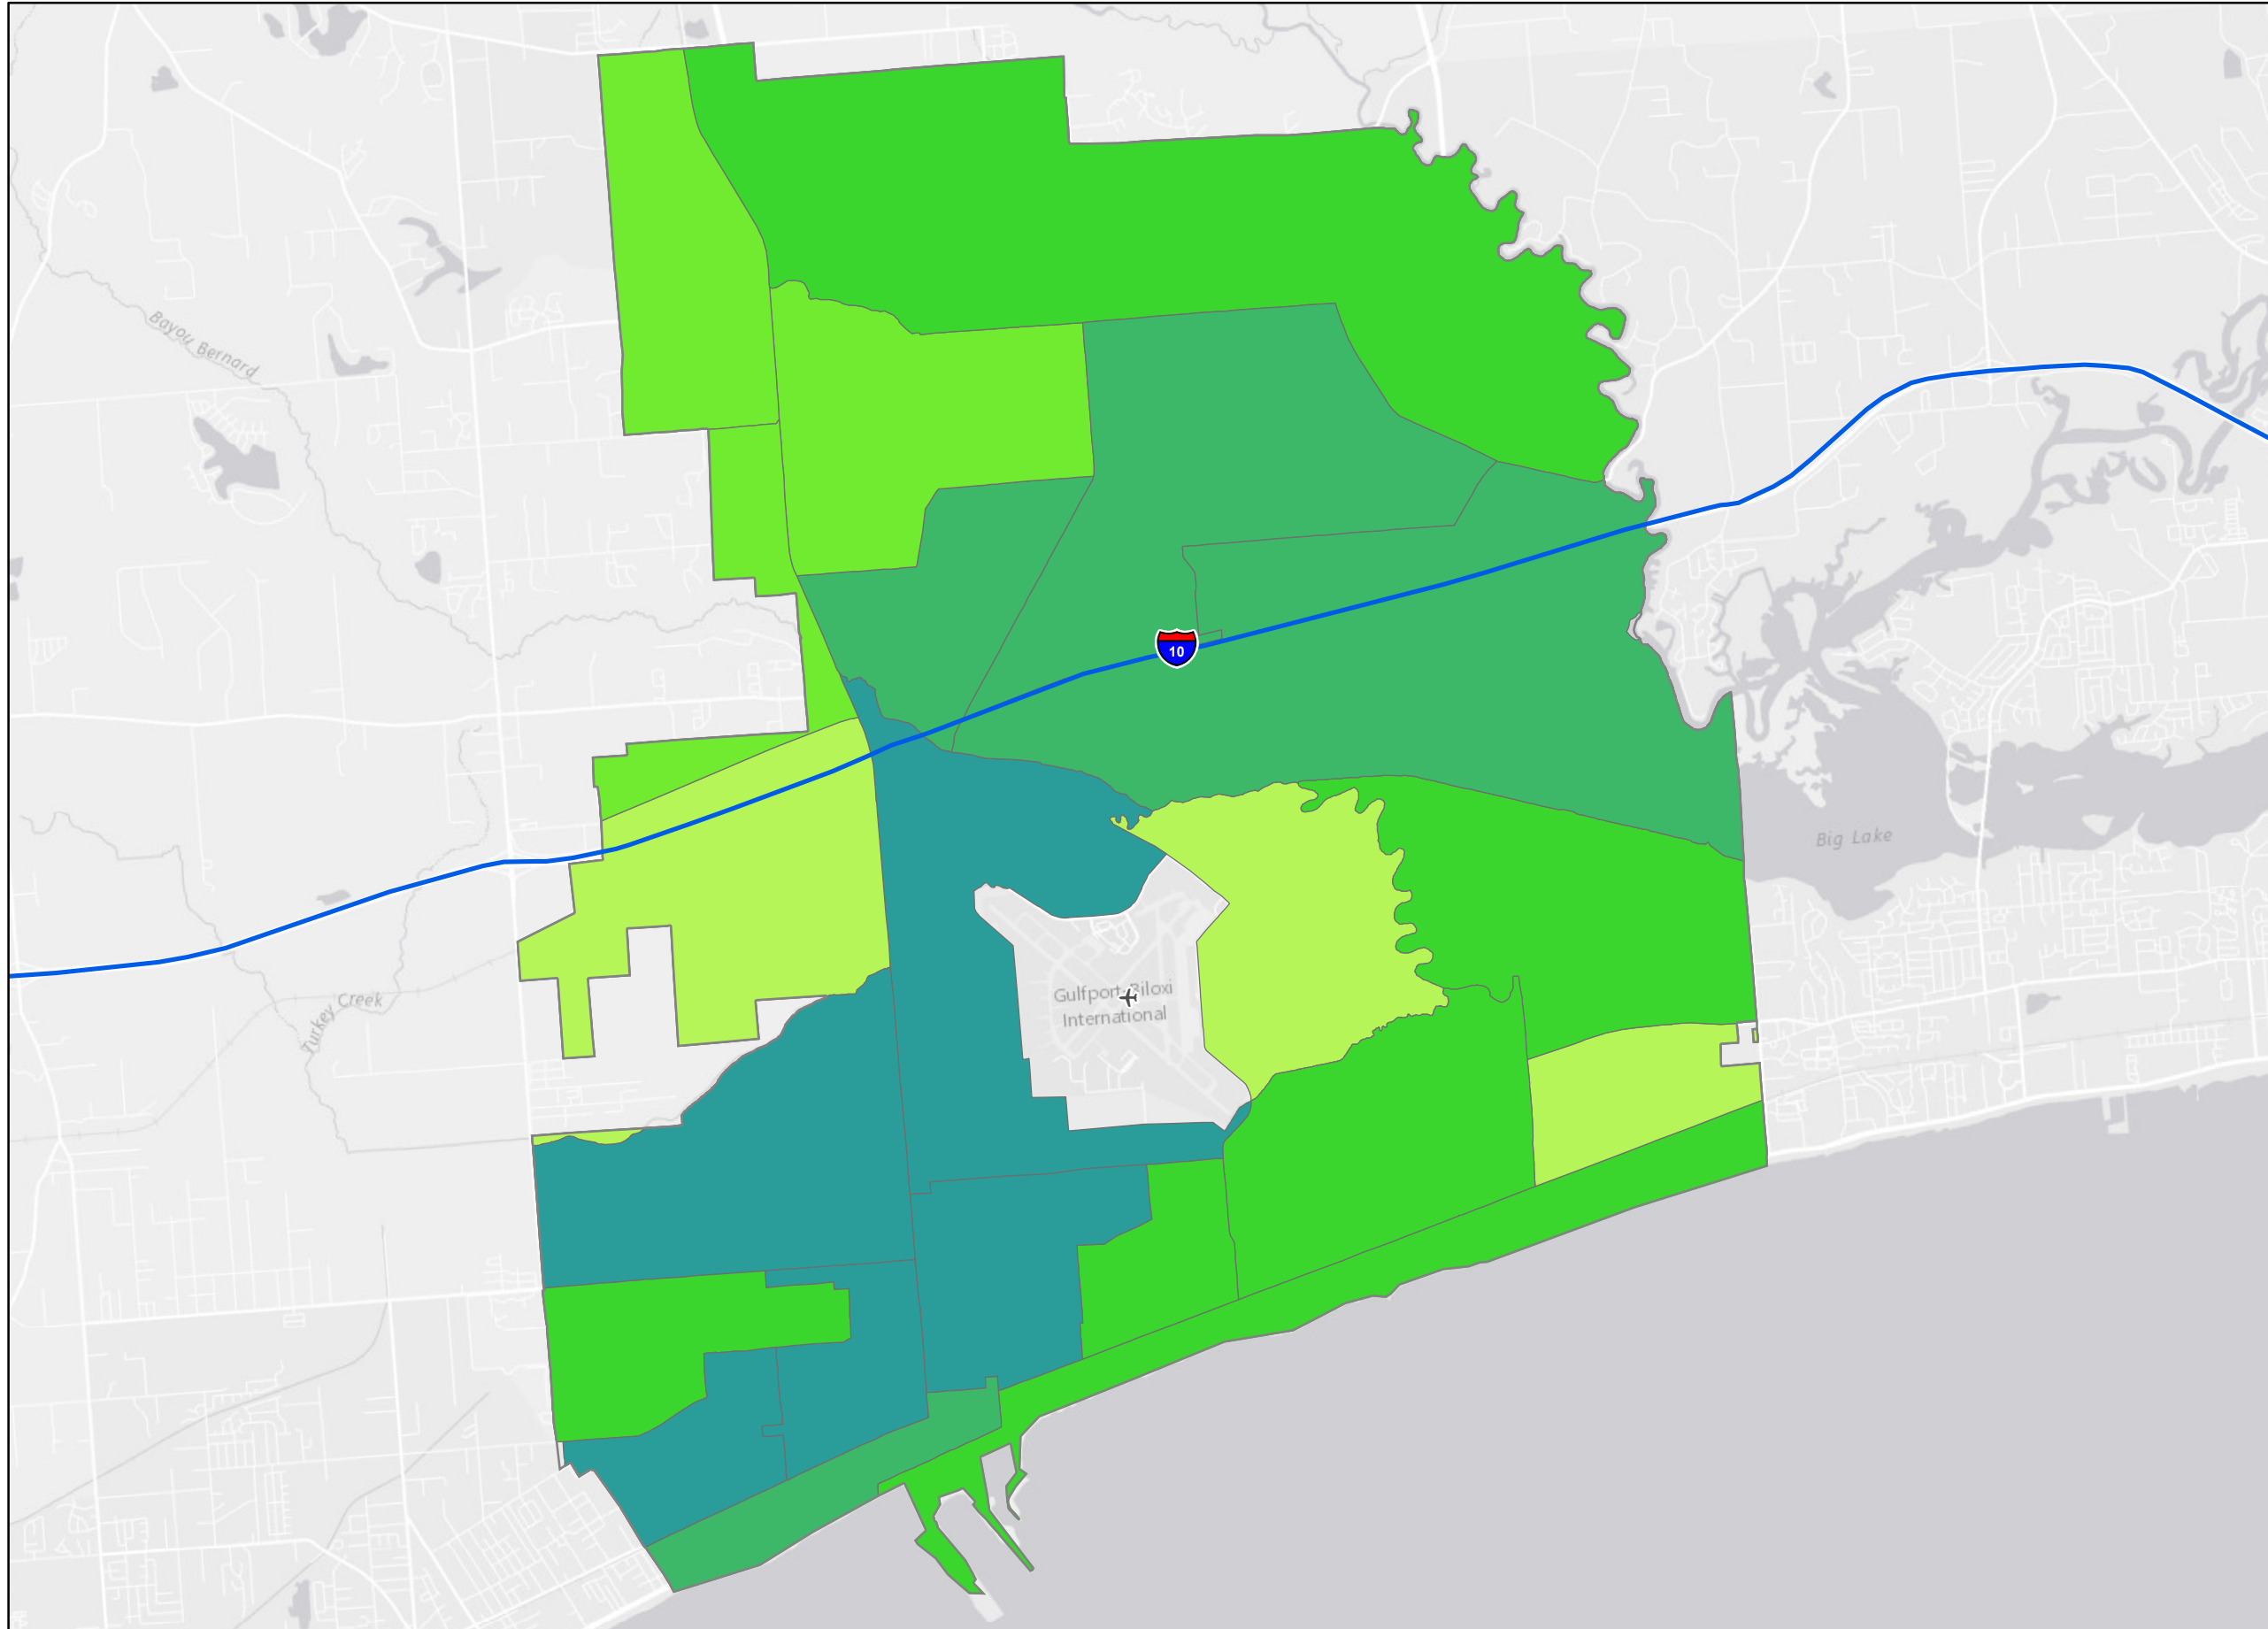 Bayou Bernard
10
Big Lake
Gulfport-Biloxi
International
Turkey
Creek